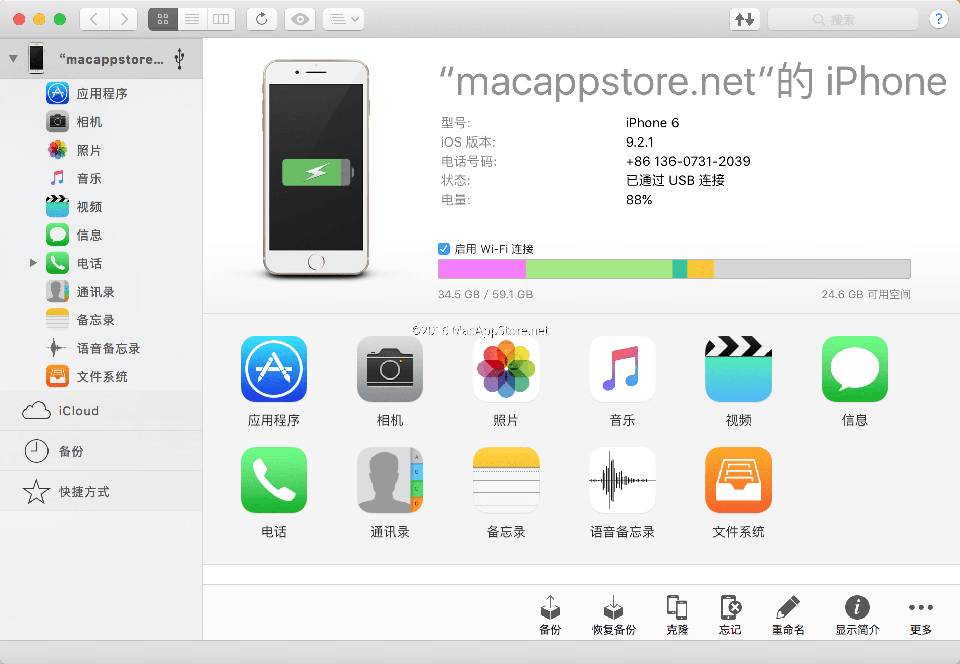 搜索
?
“macappstore...
应用程序
相机
照片
音乐
视频
信息
电话
通讯录
备忘录
语音备忘录
文件系统
iCloud
备份
快捷方式
“macappstore.net“的 iPhone
型号: iPhone 6
iOS 版本: 9.2.1
电话号码: +86 136-0731-2039
状态: 已通过 USB 连接
电量: 88%
启用 Wi-Fi 连接
34.5 GB / 59.1 GB 24.6 GB 可用空间
©2016 MacAppStore.net
应用程序 相机 照片 音乐 视频 信息
电话 通讯录 备忘录 语音备忘录 文件系统
备份 恢复备份 克隆 忘记 重命名 显示简介 更多